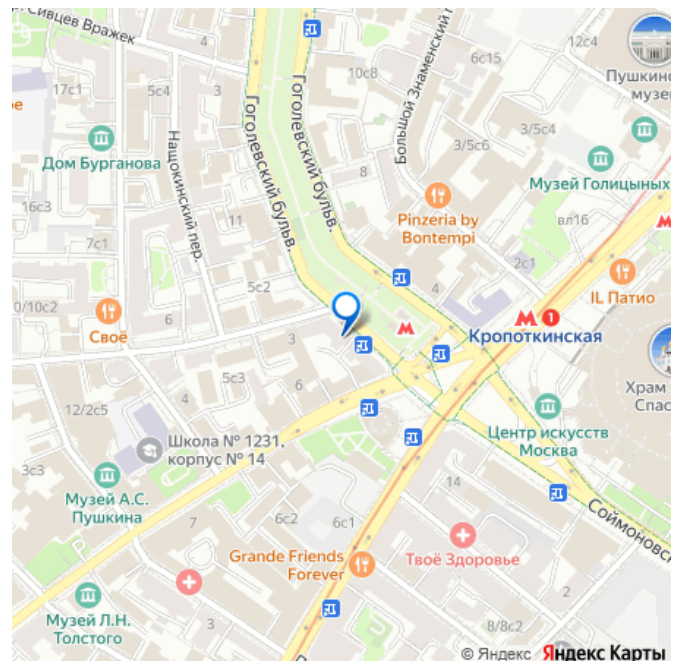 Сивцев Вражек
4
12с4
6с15
10с8
Пушкинс
музе
17с1
5с4
3
Гоголевский бульв.
Гоголевский бульв.
Большой Знаменский
ое
Дом Бурганова
Нащокинский пер.
3/5с6
3/5с4
8
Музей Голицыных
16с3
11
Pinzeria by
Bontempi
вл16
7с1
2с1
5с2
IL Патио
0/10с2
Своё
6
1
Кропоткинская
3
3
6
4
5с3
Храм
Спас
12/2с5
Центр искусств
Москва
Школа № 1231,
корпус № 14
3с3
14
Музей А.С.
Пушкина
7
6с2
6с1
Соймоновск
Grande Friends
Forever
Твоё Здоровье
2
Музей Л.Н.
Толстого
8/8с2
© Яндекс Яндекс Карты